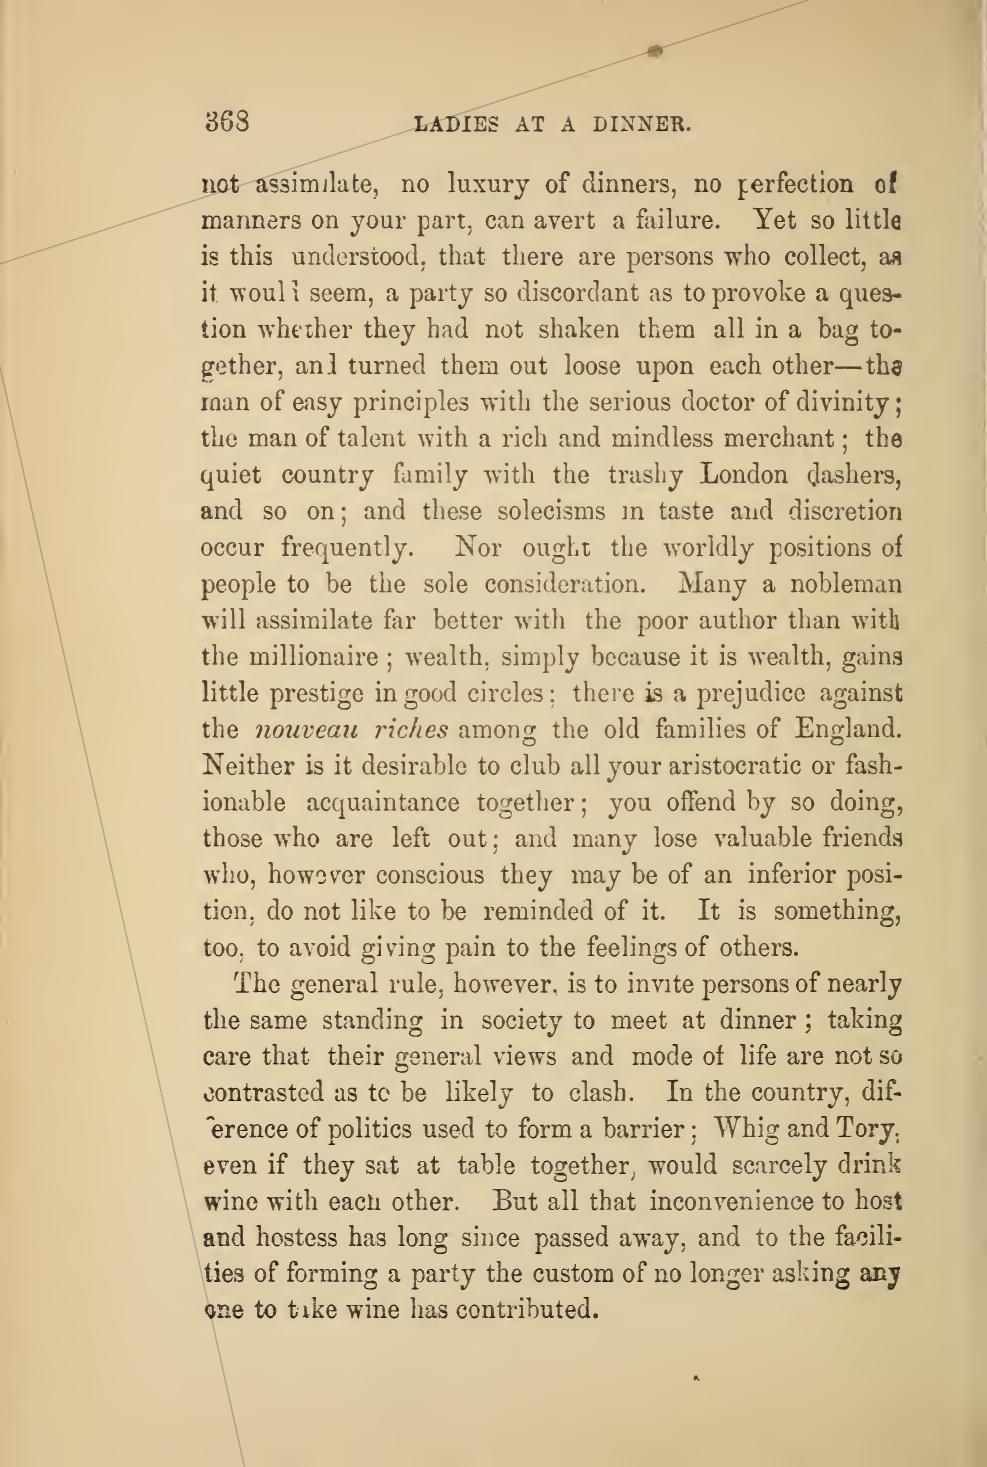 368 LADIES AT A DINNER.
not assimilate, no luxury of dinners, no perfection of
manners on your part, can avert a failure. Yet so little
is this understood, that there are persons who collect, as
it would seem, a party so discordant as to provoke a ques-
tion whether they had not shaken them all in a bag to-
gether, and turned them out loose upon each other—the
man of easy principles with the serious doctor of divinity;
the man of talent with a rich and mindless merchant; the
quiet country family with the trashy London dashers,
and so on; and these solecisms in taste and discretion
occur frequently. Nor ought the worldly positions of
people to be the sole consideration. Many a nobleman
will assimilate far better with the poor author than with
the millionaire; wealth, simply because it is wealth, gains
little prestige in good circles; there is a prejudice against
the nouveau riches among the old families of England.
Neither is it desirable to club all your aristocratic or fash-
ionable acquaintance together; you offend by so doing,
those who are left out; and many lose valuable friends
who, however conscious they may be of an inferior posi-
tion, do not like to be reminded of it. It is something,
too, to avoid giving pain to the feelings of others.
The general rule, however, is to invite persons of nearly
the same standing in society to meet at dinner; taking
care that their general views and mode of life are not so
contrasted as to be likely to clash. In the country, dif-
ference of politics used to form a barrier; Whig and Tory,
even if they sat at table together, would scarcely drink
wine with each other. But all that inconvenience to host
and hostess has long since passed away, and to the facili-
ties of forming a party the custom of no longer asking any
one to take wine has contributed.